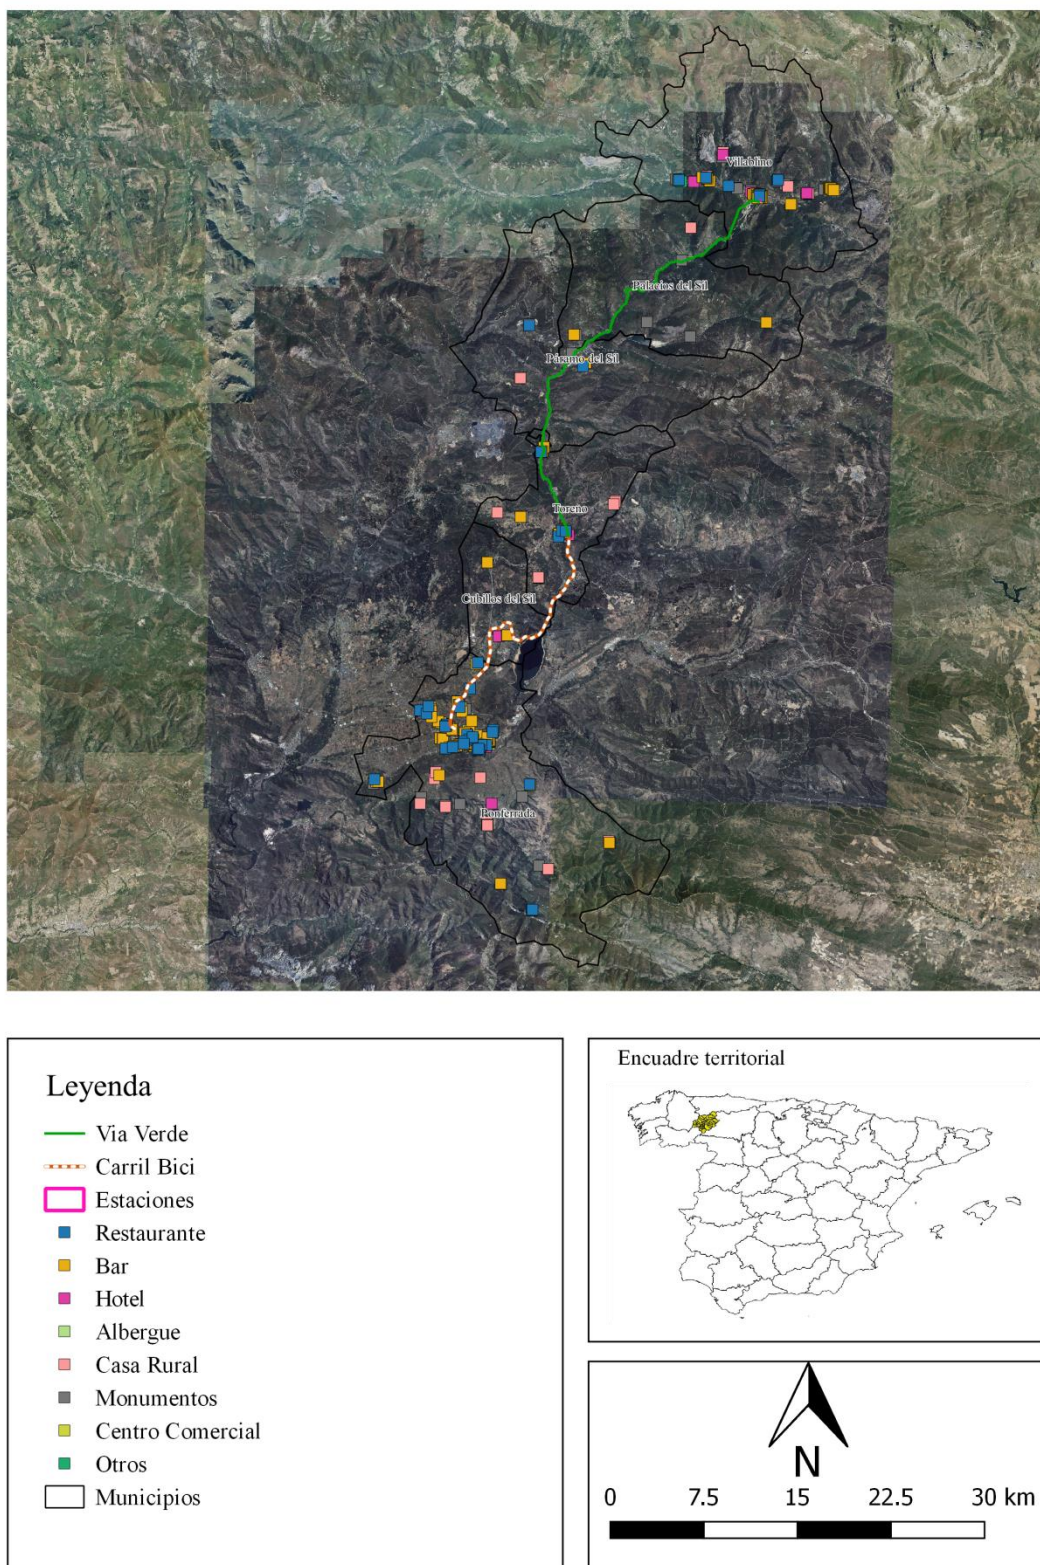 Villablino
Palacios del Sil
Páramo del Sil
Toreno
Cubillos del Sil
Ponferrada
Leyenda
Via Verde
Carril Bici
Estaciones
Restaurante
Bar
Hotel
Albergue
Casa Rural
Monumentos
Centro Comercial
Otros
Municipios
Encuadre territorial
N
0 7.5 15 22.5 30 km